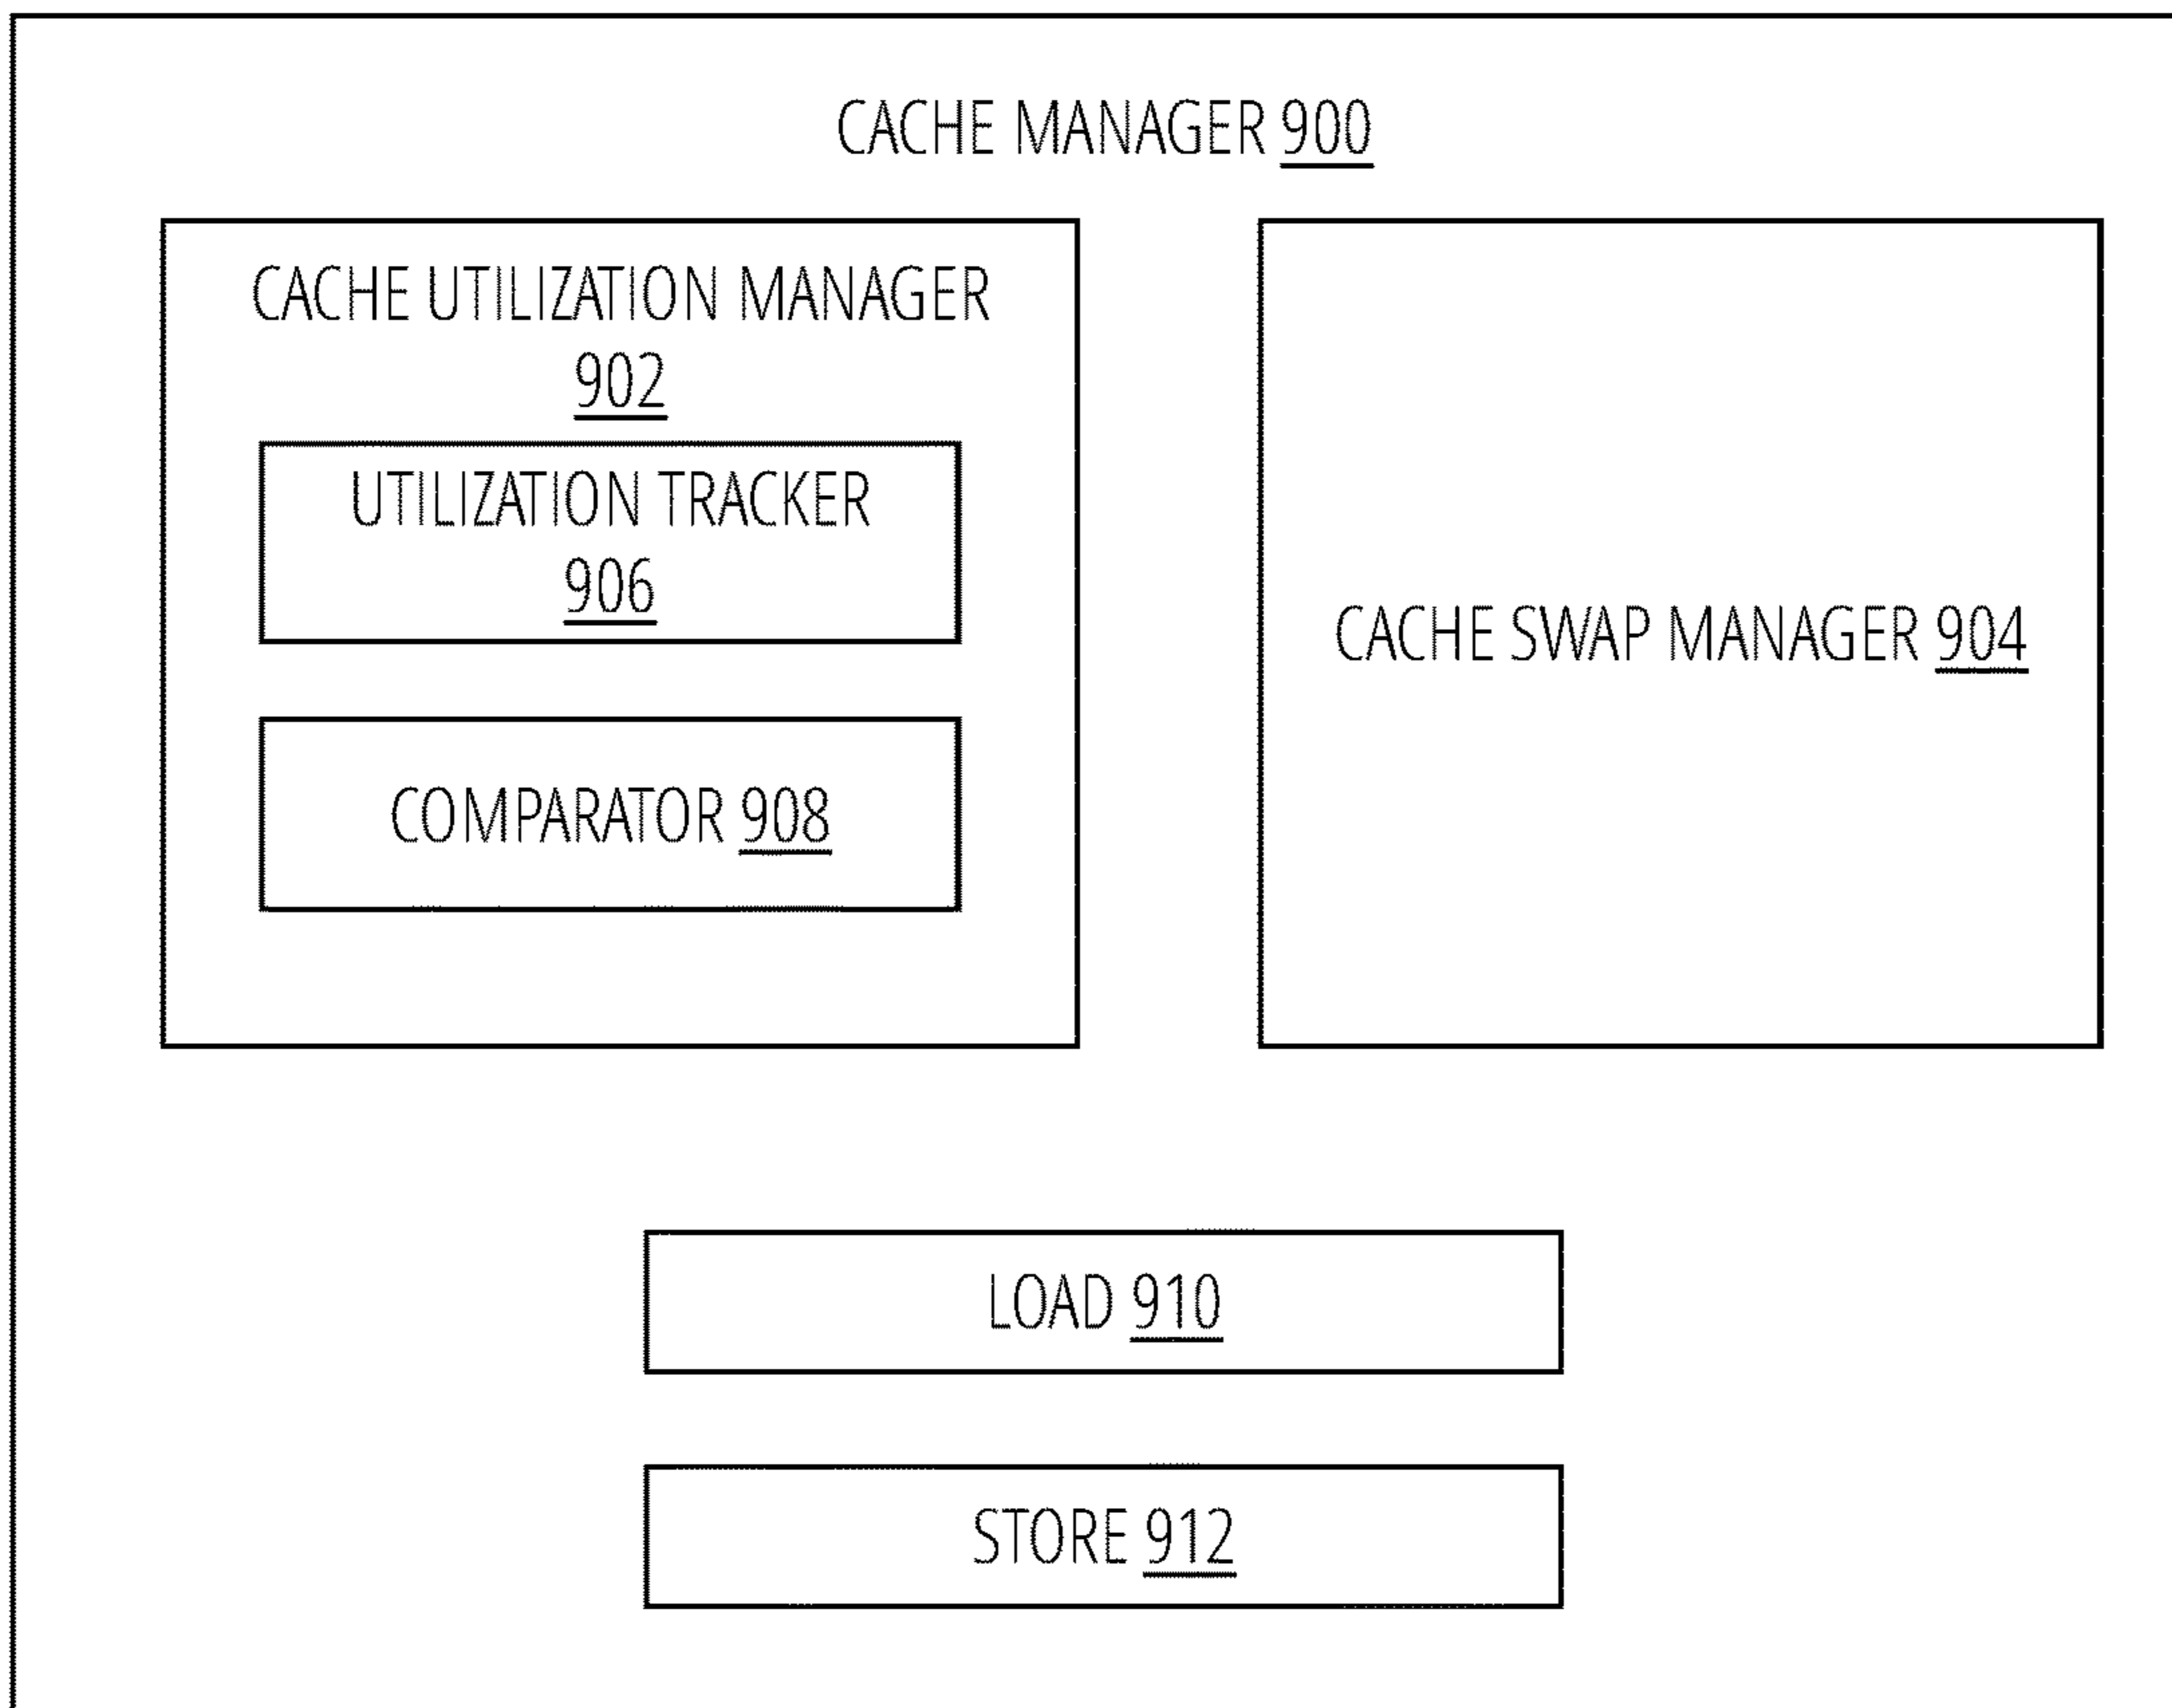 CACHE MANAGER 900
CACHE UTILIZATION MANAGER
902
UTILIZATION TRACKER
906
COMPARATOR 908
CACHE SWAP MANAGER 904
LOAD 910
STORE 912